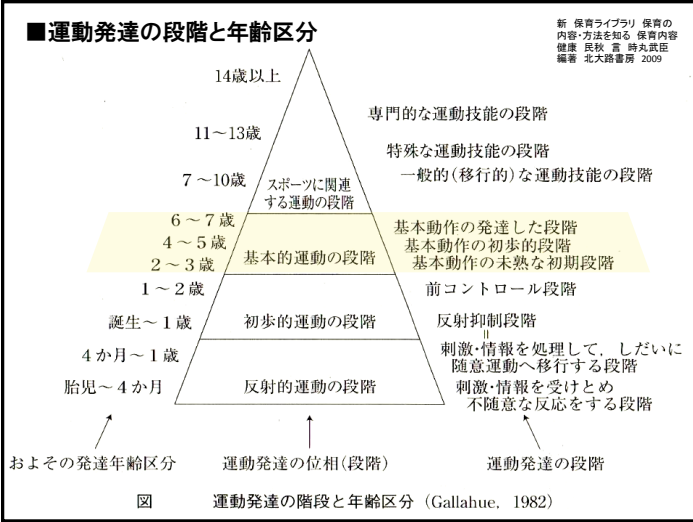 ■運動発達の段階と年齢区分
新 保育ライブラリ 保育の
内容・方法を知る 保育内容
健康 民秋 言 時丸武臣
編著 北大路書房 2009
14歳以上
専門的な運動技能の段階
11～13歳
特殊な運動技能の段階
7～10歳
一般的(移行的)な運動技能の段階
スポーツに関連
する運動の段階
6～7歳
基本動作の発達した段階
4～5歳
基本動作の初歩的段階
2～3歳
基本的運動の段階
基本動作の未熟な初期段階
1～2歳
前コントロール段階
誕生～1歳
初歩的運動の段階
反射抑制段階
＝
4か月～1歳
刺激・情報を処理して，しだいに
随意運動へ移行する段階
胎児～4か月
反射的運動の段階
刺激・情報を受けとめ
不随意な反応をする段階
およその発達年齢区分
運動発達の位相(段階)
運動発達の段階
図 運動発達の階段と年齢区分（Gallahue，1982）